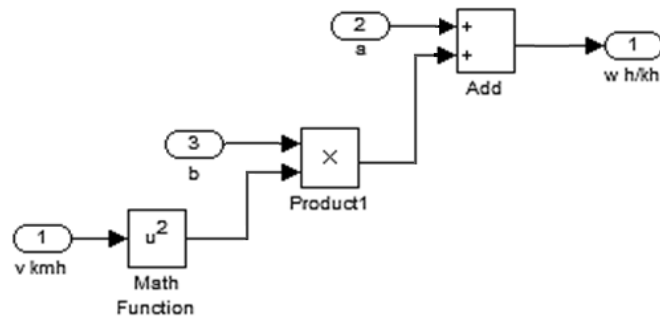 2
a
+
+
Add
1
w h/kh
3
b
×
Product1
1
v kmh
u²
Math
Function